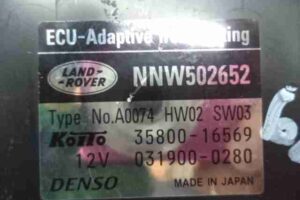 ECU-Adaptive
LAND-
ROVER
NNW502652
Type No.A0074 HW02 SW03
KOITO 35800-16569
12V 031900-0280
DENSO MADE IN JAPAN